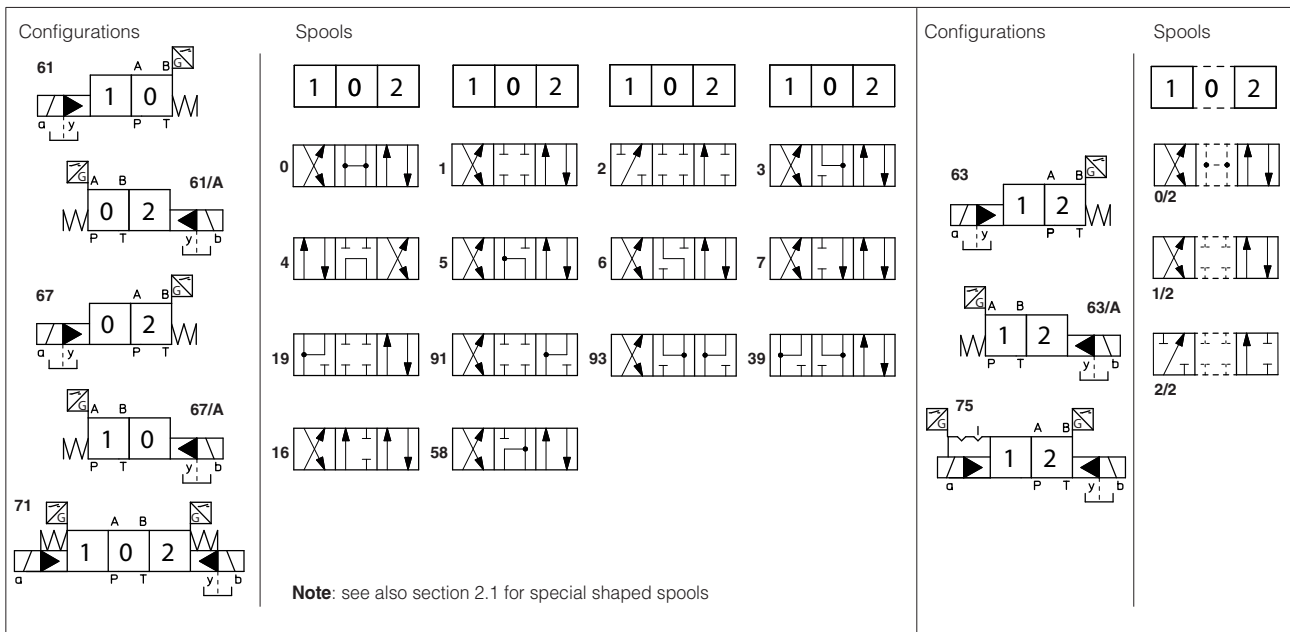 Configurations
61
A B
G
1 0
a y P T
G
A B 61/A
0 2
P T y b
67
A B
G
0 2
a y P T
G
A B 67/A
1 0
P T y b
71
G G
A B
1 0 2
a P T y b
Spools
1 0 2 1 0 2 1 0 2 1 0 2
0 1 2 3
4 5 6 7
19 91 93 39
16 58
Note: see also section 2.1 for special shaped spools
Configurations
63
A B
G
1 2
a y P T
G
A B 63/A
1 2
P T y b
75
G G
A B
1 2
a P T y b
Spools
1 0 2
0/2
1/2
2/2